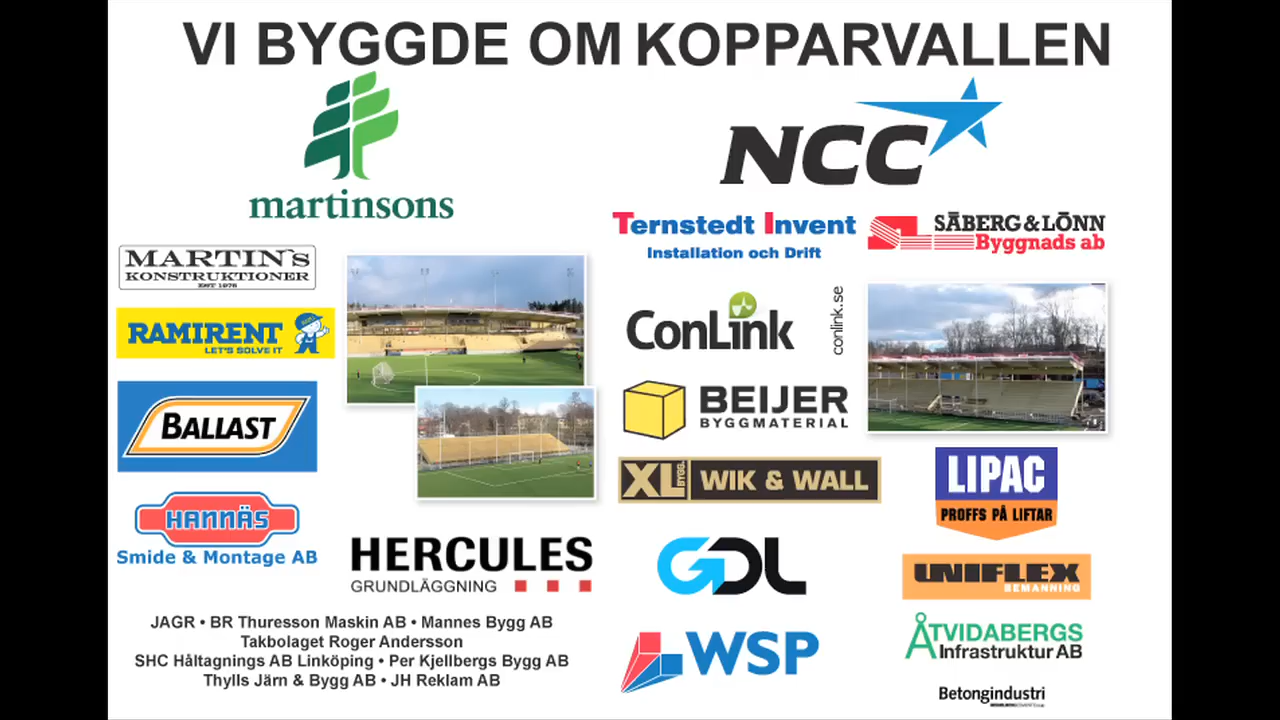 VI BYGGDE OM KOPPARVALLEN
martinsons
NCC
Ternstedt Invent
Installation och Drift
SÄBERG & LÖNN
Byggnads ab
MARTIN`s
KONSTRUKTIONER
EST 1976
RAMIRENT
LET'S SOLVE IT
ConLink
conlink.se
BALLAST
BEIJER
BYGGMATERIAL
XL BYGG.
WIK & WALL
LIPAC
PROFFS PÅ LIFTAR
HANNÄS
Smide & Montage AB
HERCULES
GRUNDLÄGGNING
GDL
UNIFLEX
BEMANNING
JAGR • BR Thuresson Maskin AB • Mannes Bygg AB
Takbolaget Roger Andersson
SHC Håltagnings AB Linköping • Per Kjellbergs Bygg AB
Thylls Järn & Bygg AB • JH Reklam AB
WSP
ÅTVIDABERGS
Infrastruktur AB
Betongindustri